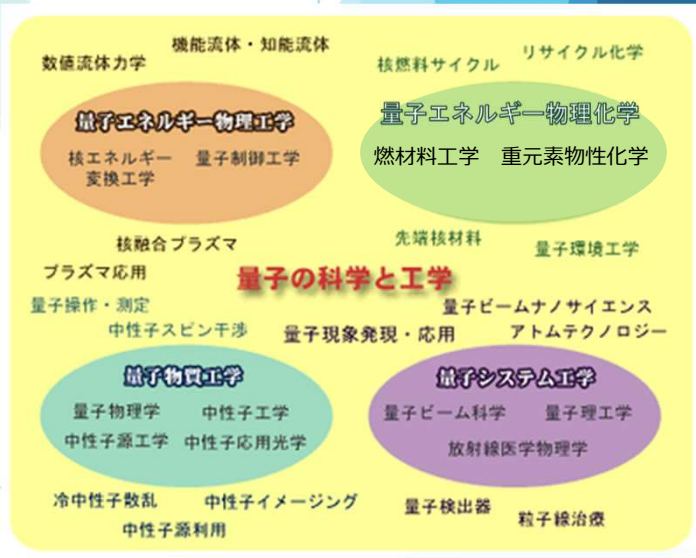 数値流体力学
機能流体・知能流体
核燃料サイクル
リサイクル化学
量子エネルギー物理工学
核エネルギー
変換工学
量子制御工学
量子エネルギー物理化学
燃材料工学 重元素物性化学
核融合プラズマ
プラズマ応用
先端核材料
量子環境工学
量子の科学と工学
量子操作・測定
中性子スピン干渉
量子現象発現・応用
量子ビームナノサイエンス
アトムテクノロジー
量子物質工学
量子物理学 中性子工学
中性子源工学 中性子応用光学
量子システム工学
量子ビーム科学 量子理工学
放射線医学物理学
冷中性子散乱
中性子イメージング
中性子源利用
量子検出器
粒子線治療